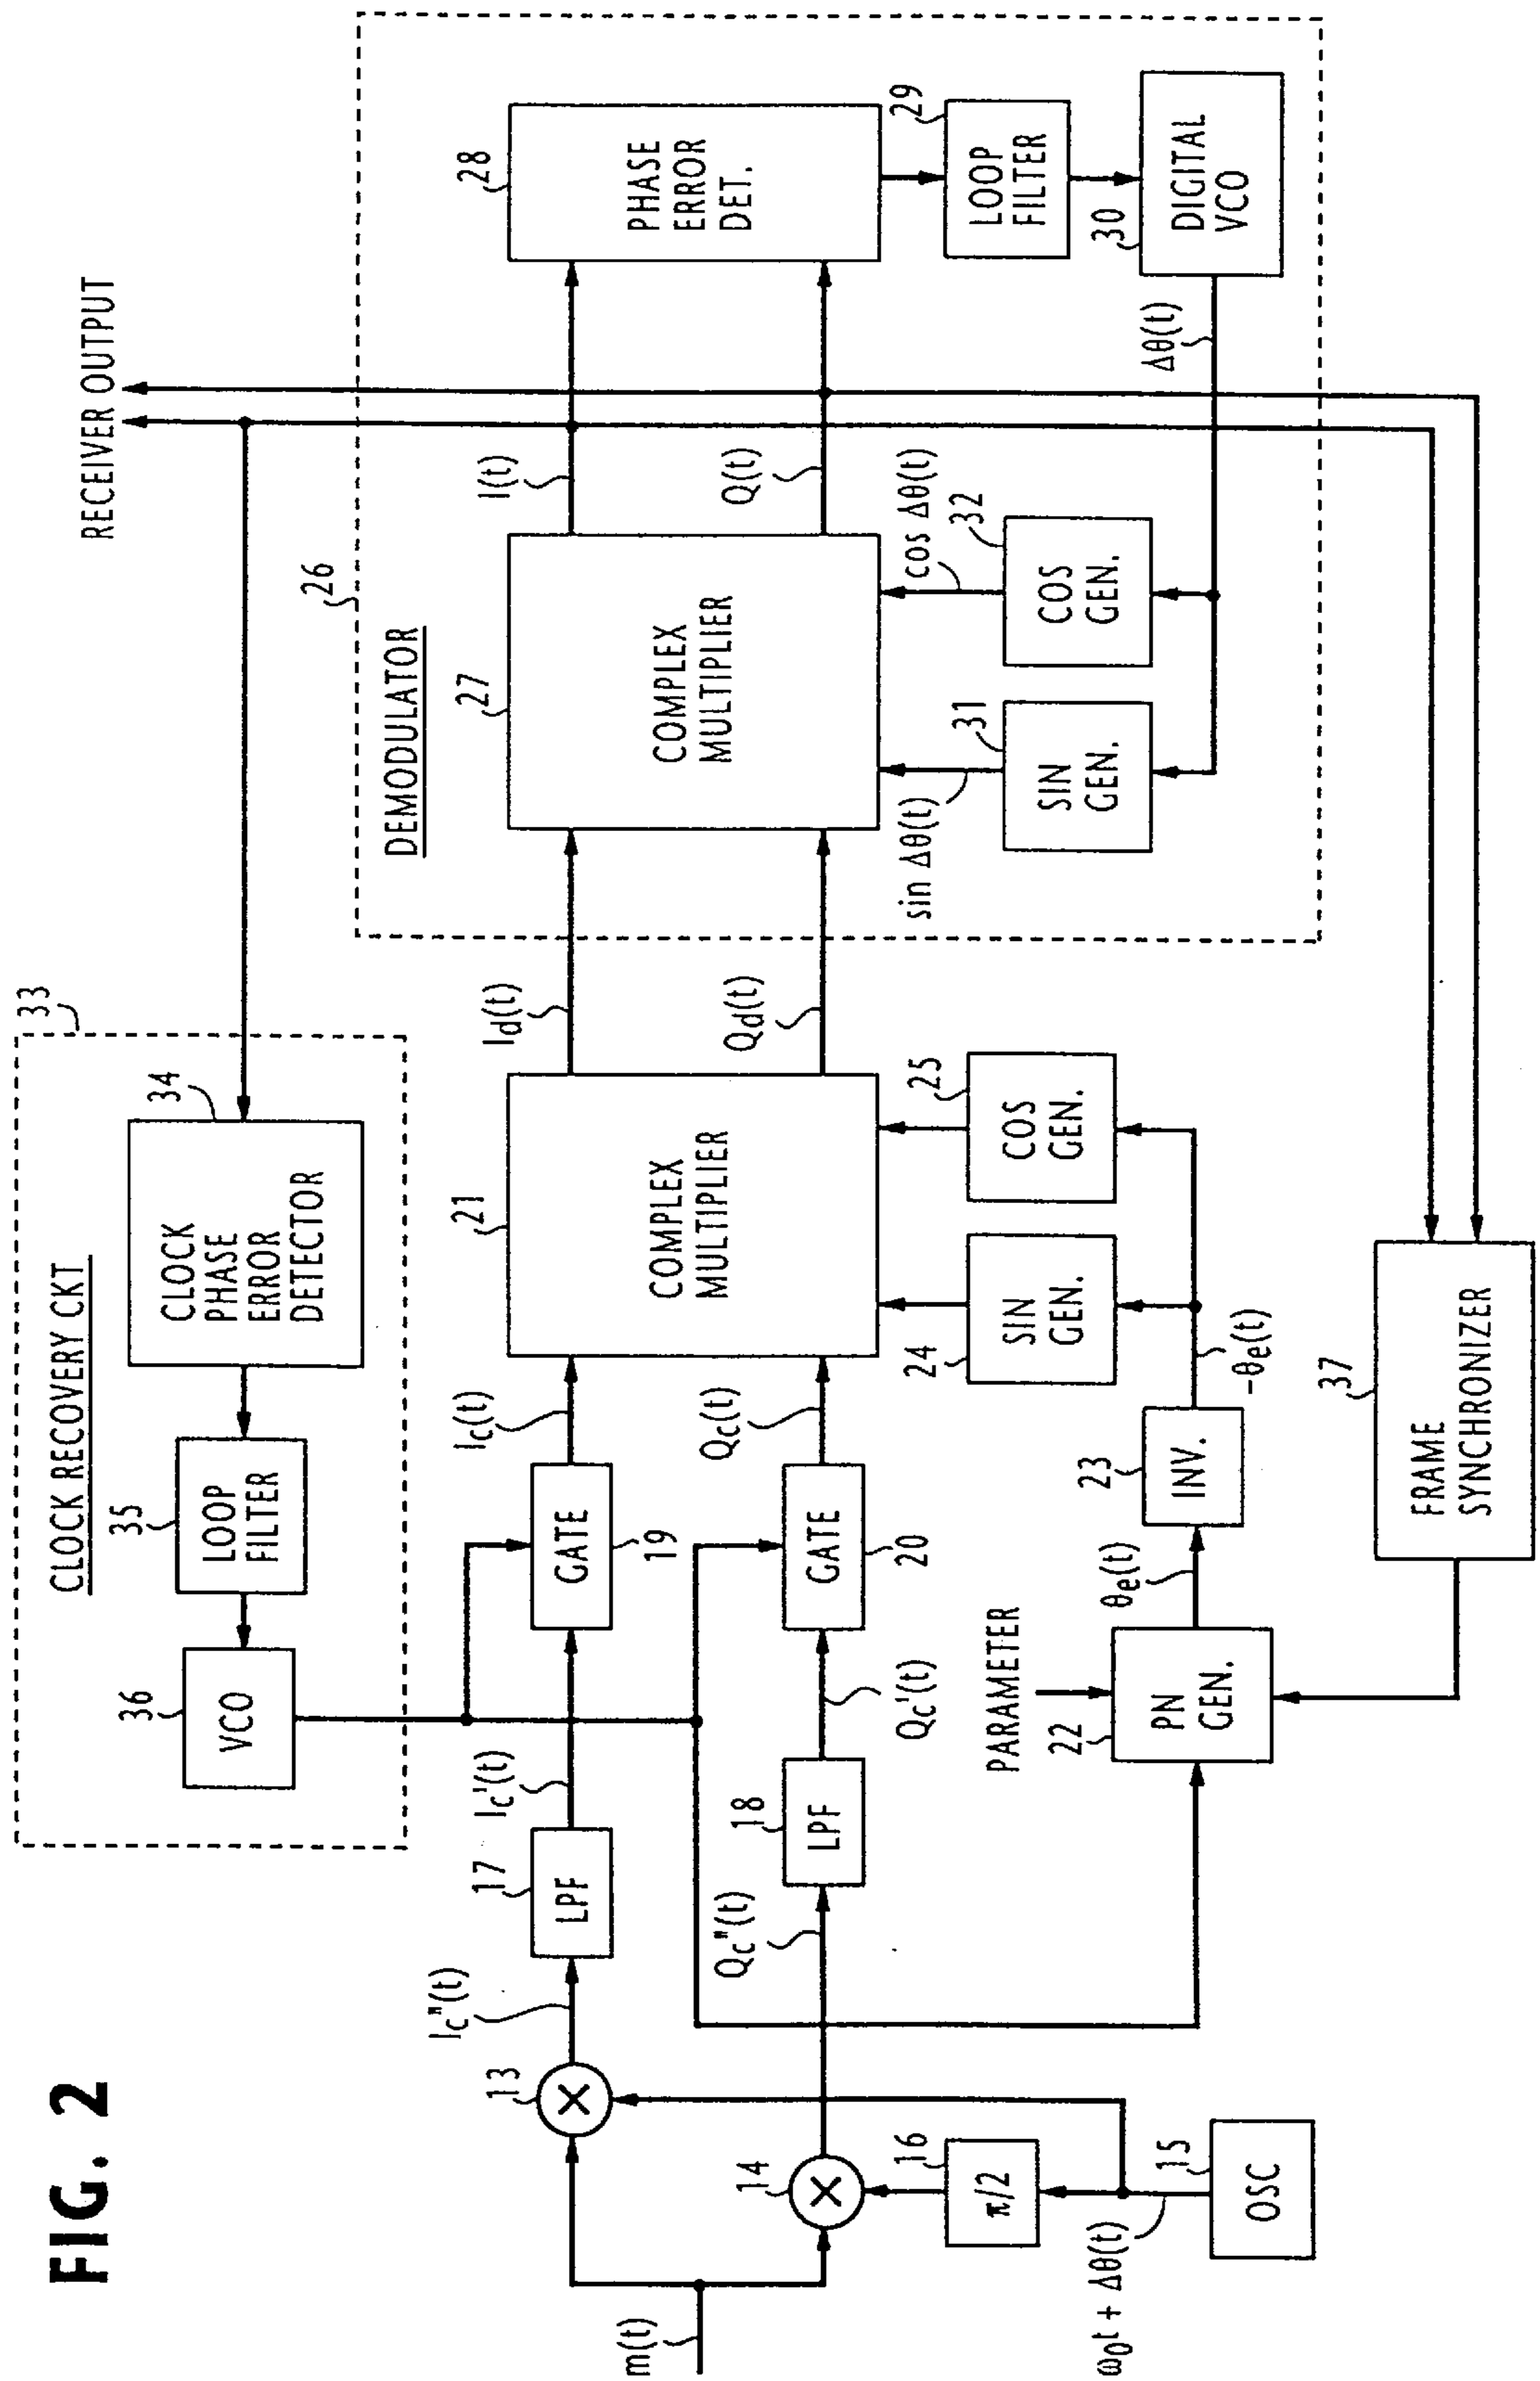 FIG. 2
RECEIVER OUTPUT
33
CLOCK RECOVERY CKT
36
VCO
35
LOOP
FILTER
34
CLOCK
PHASE
ERROR
DETECTOR
26
DEMODULATOR
m(t)
13
14
ω0t + Δθ(t)
15
OSC
16
π/2
Ic"(t)
Qc"(t)
17
LPF
18
LPF
Ic'(t)
Qc'(t)
GATE
19
GATE
20
Ic(t)
Qc(t)
21
COMPLEX
MULTIPLIER
PARAMETER
22
PN
GEN.
θe(t)
23
INV.
-θe(t)
24
SIN
GEN.
25
COS
GEN.
Id(t)
Qd(t)
27
COMPLEX
MULTIPLIER
sin Δθ(t)
31
SIN
GEN.
cos Δθ(t)
32
COS
GEN.
I(t)
Q(t)
28
PHASE
ERROR
DET.
29
LOOP
FILTER
30
DIGITAL
VCO
Δθ(t)
37
FRAME
SYNCHRONIZER